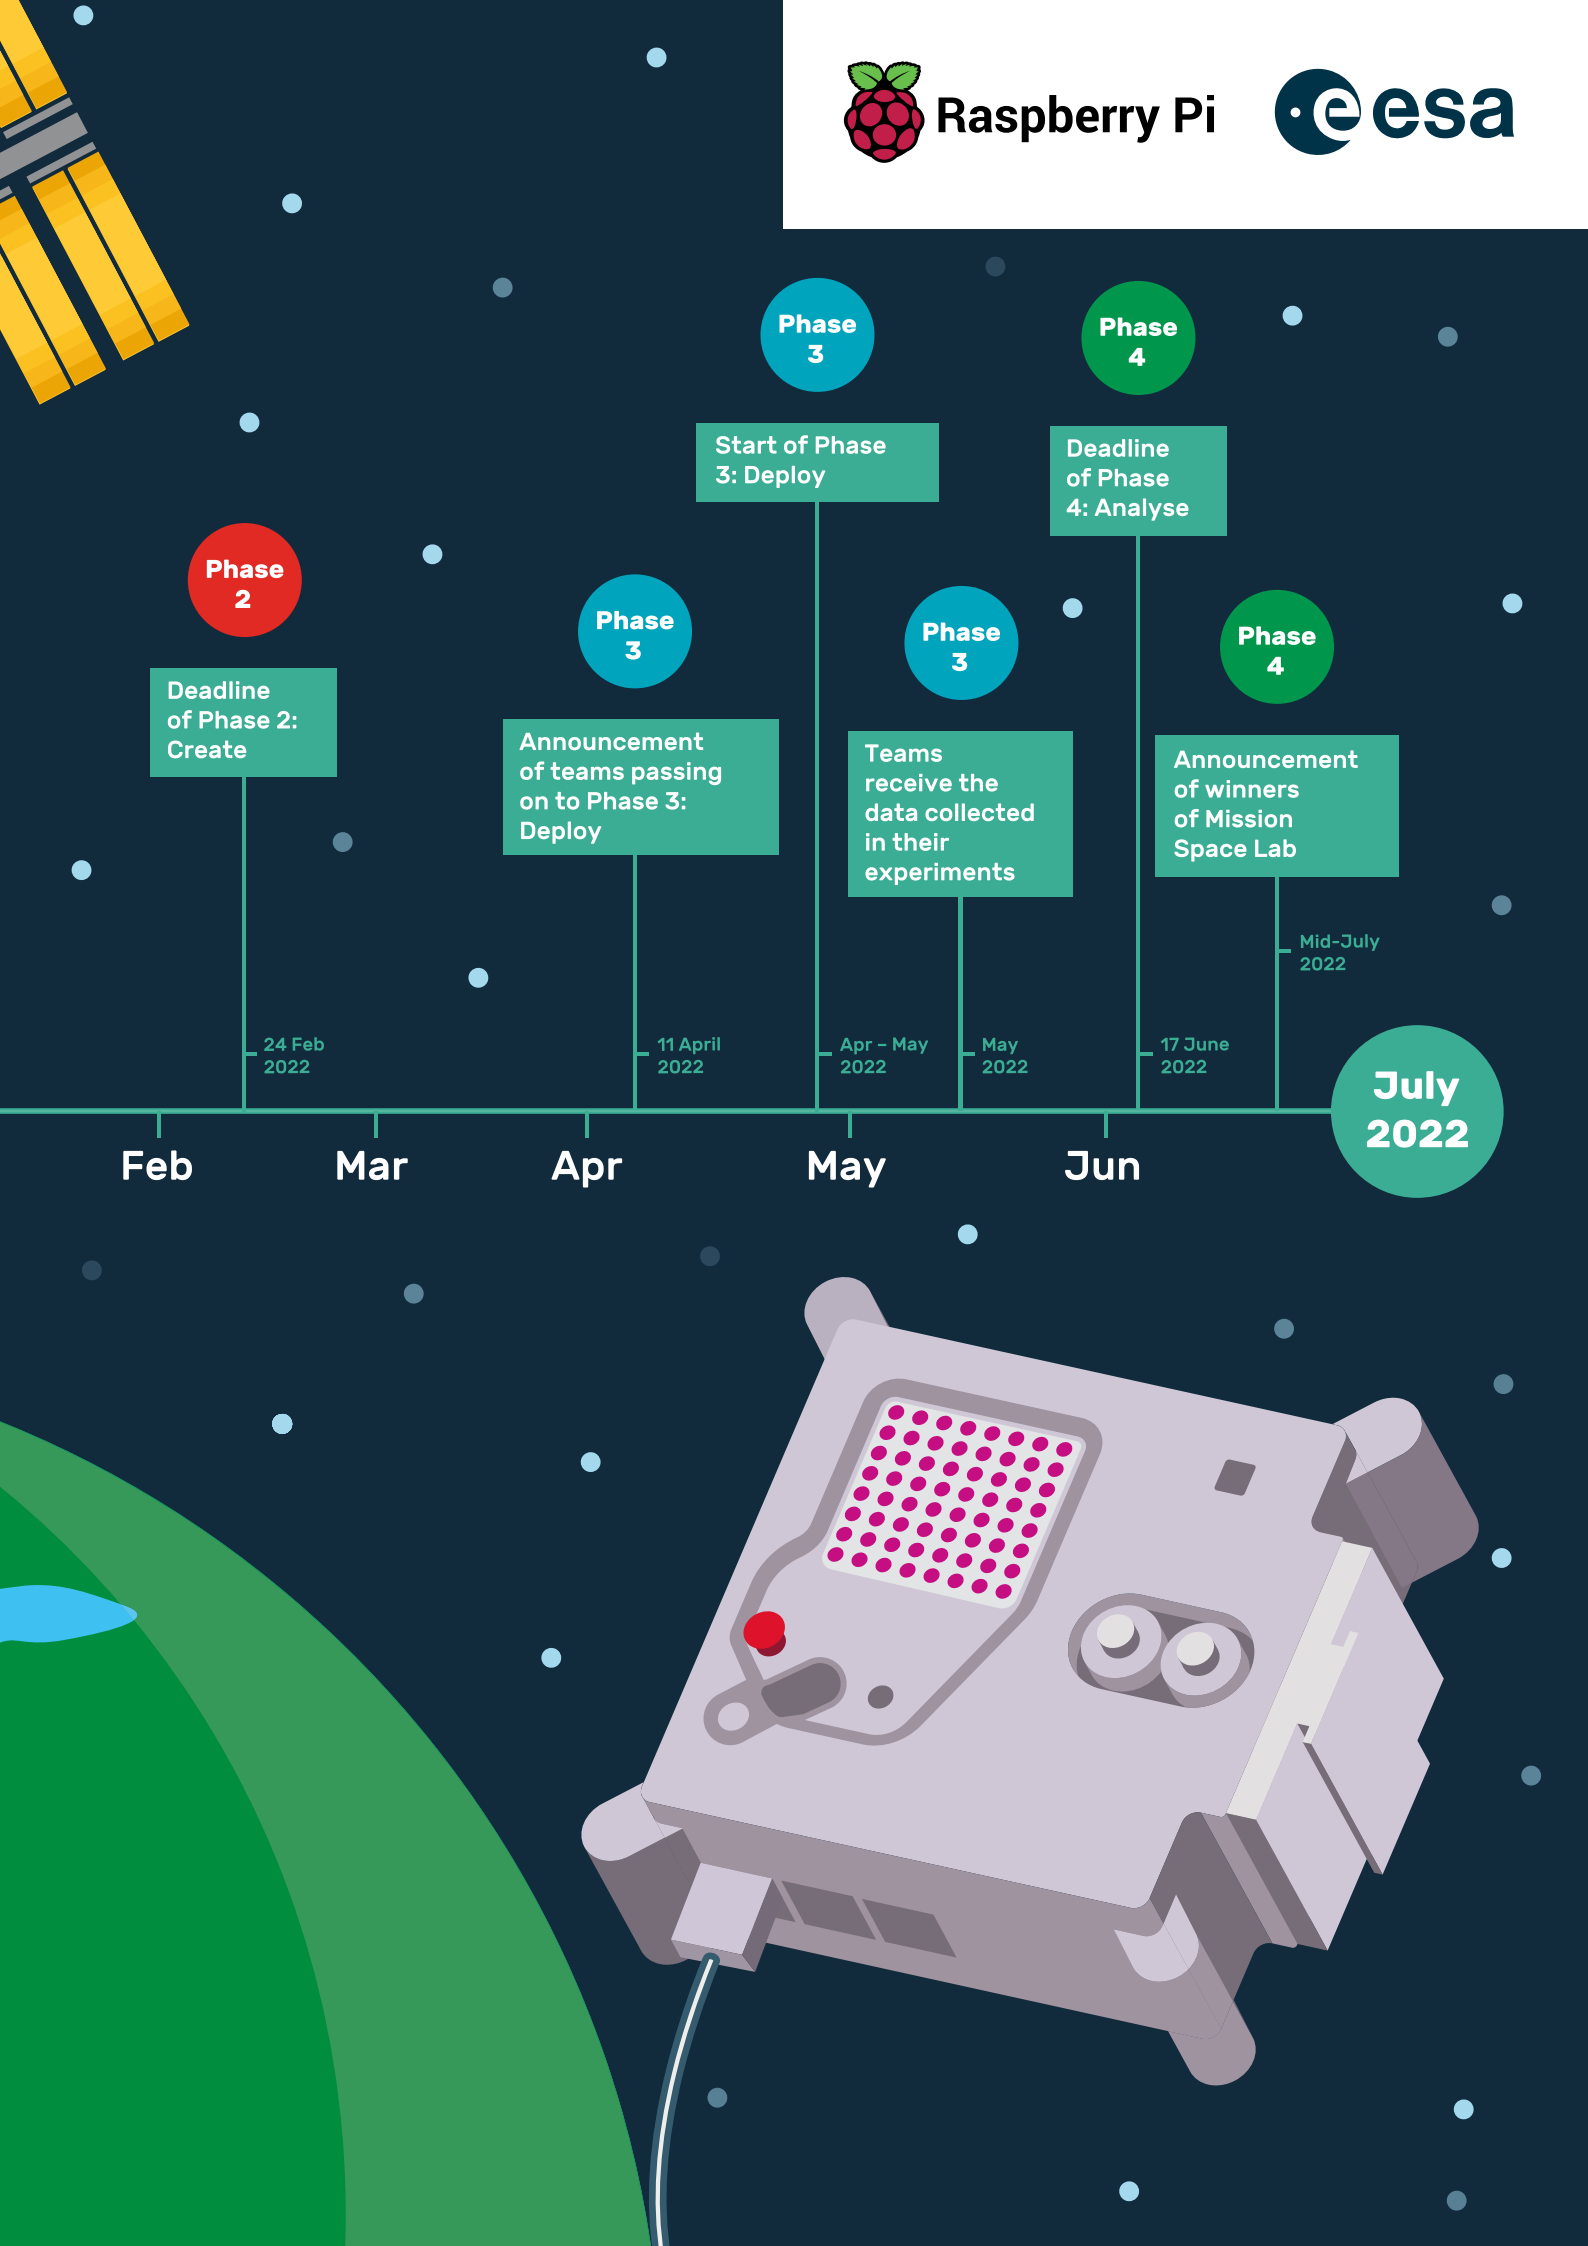 Raspberry Pi
esa
Phase
3
Start of Phase
3: Deploy
Phase
4
Deadline
of Phase
4: Analyse
Phase
2
Deadline
of Phase 2:
Create
Phase
3
Announcement
of teams passing
on to Phase 3:
Deploy
Phase
3
Teams
receive the
data collected
in their
experiments
Phase
4
Announcement
of winners
of Mission
Space Lab
Mid-July
2022
24 Feb
2022
11 April
2022
Apr – May
2022
May
2022
17 June
2022
July
2022
Feb
Mar
Apr
May
Jun